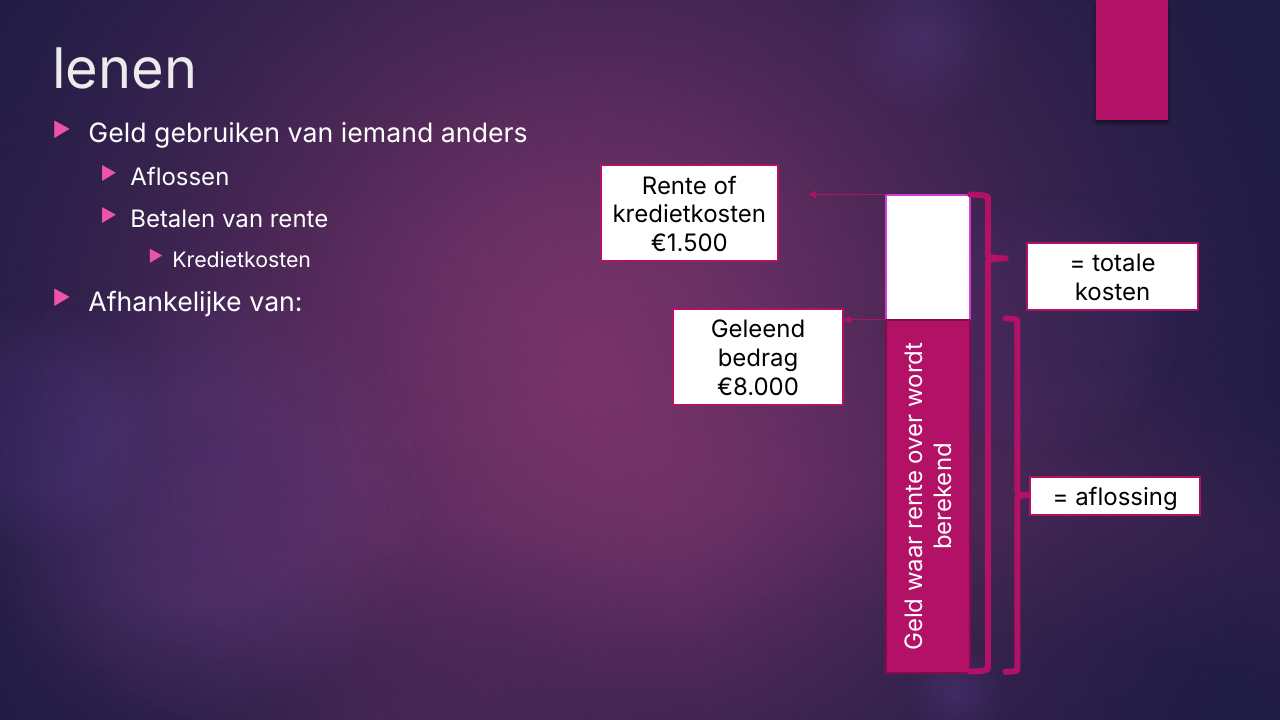 lenen
Geld gebruiken van iemand anders
Aflossen
Betalen van rente
Kredietkosten
Afhankelijke van:
Rente of
kredietkosten
€1.500
Geleend
bedrag
€8.000
Geld waar rente over wordt
berekend
= totale
kosten
= aflossing